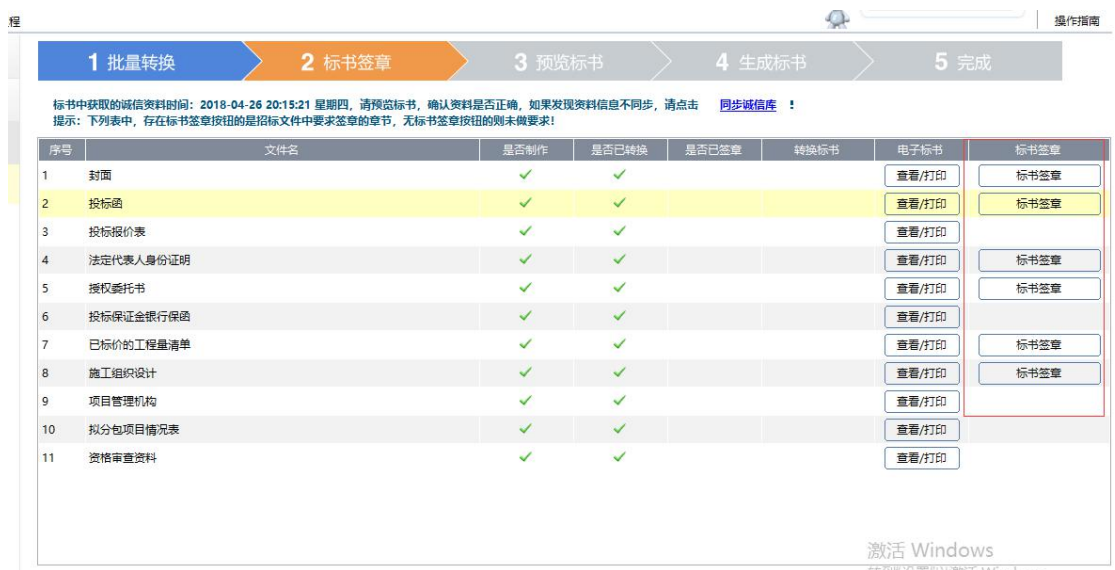 程
操作指南
1 批量转换 2 标书签章 3 预览标书 4 生成标书 5 完成
标书中获取的诚信资料时间：2018-04-26 20:15:21 星期四，请预览标书，确认资料是否正确，如果发现资料信息不同步，请点击 同步诚信库 ！
提示：下列表中，存在标书签章按钮的是招标文件中要求签章的章节，无标书签章按钮的则未做要求！
序号 文件名 是否制作 是否已转换 是否已签章 转换标书 电子标书 标书签章
1 封面 ✓ ✓ 查看/打印 标书签章
2 投标函 ✓ ✓ 查看/打印 标书签章
3 投标报价表 ✓ ✓ 查看/打印
4 法定代表人身份证明 ✓ ✓ 查看/打印 标书签章
5 授权委托书 ✓ ✓ 查看/打印 标书签章
6 投标保证金银行保函 ✓ ✓ 查看/打印
7 已标价的工程量清单 ✓ ✓ 查看/打印 标书签章
8 施工组织设计 ✓ ✓ 查看/打印 标书签章
9 项目管理机构 ✓ ✓ 查看/打印
10 拟分包项目情况表 ✓ ✓ 查看/打印
11 资格审查资料 ✓ ✓ 查看/打印
激活 Windows